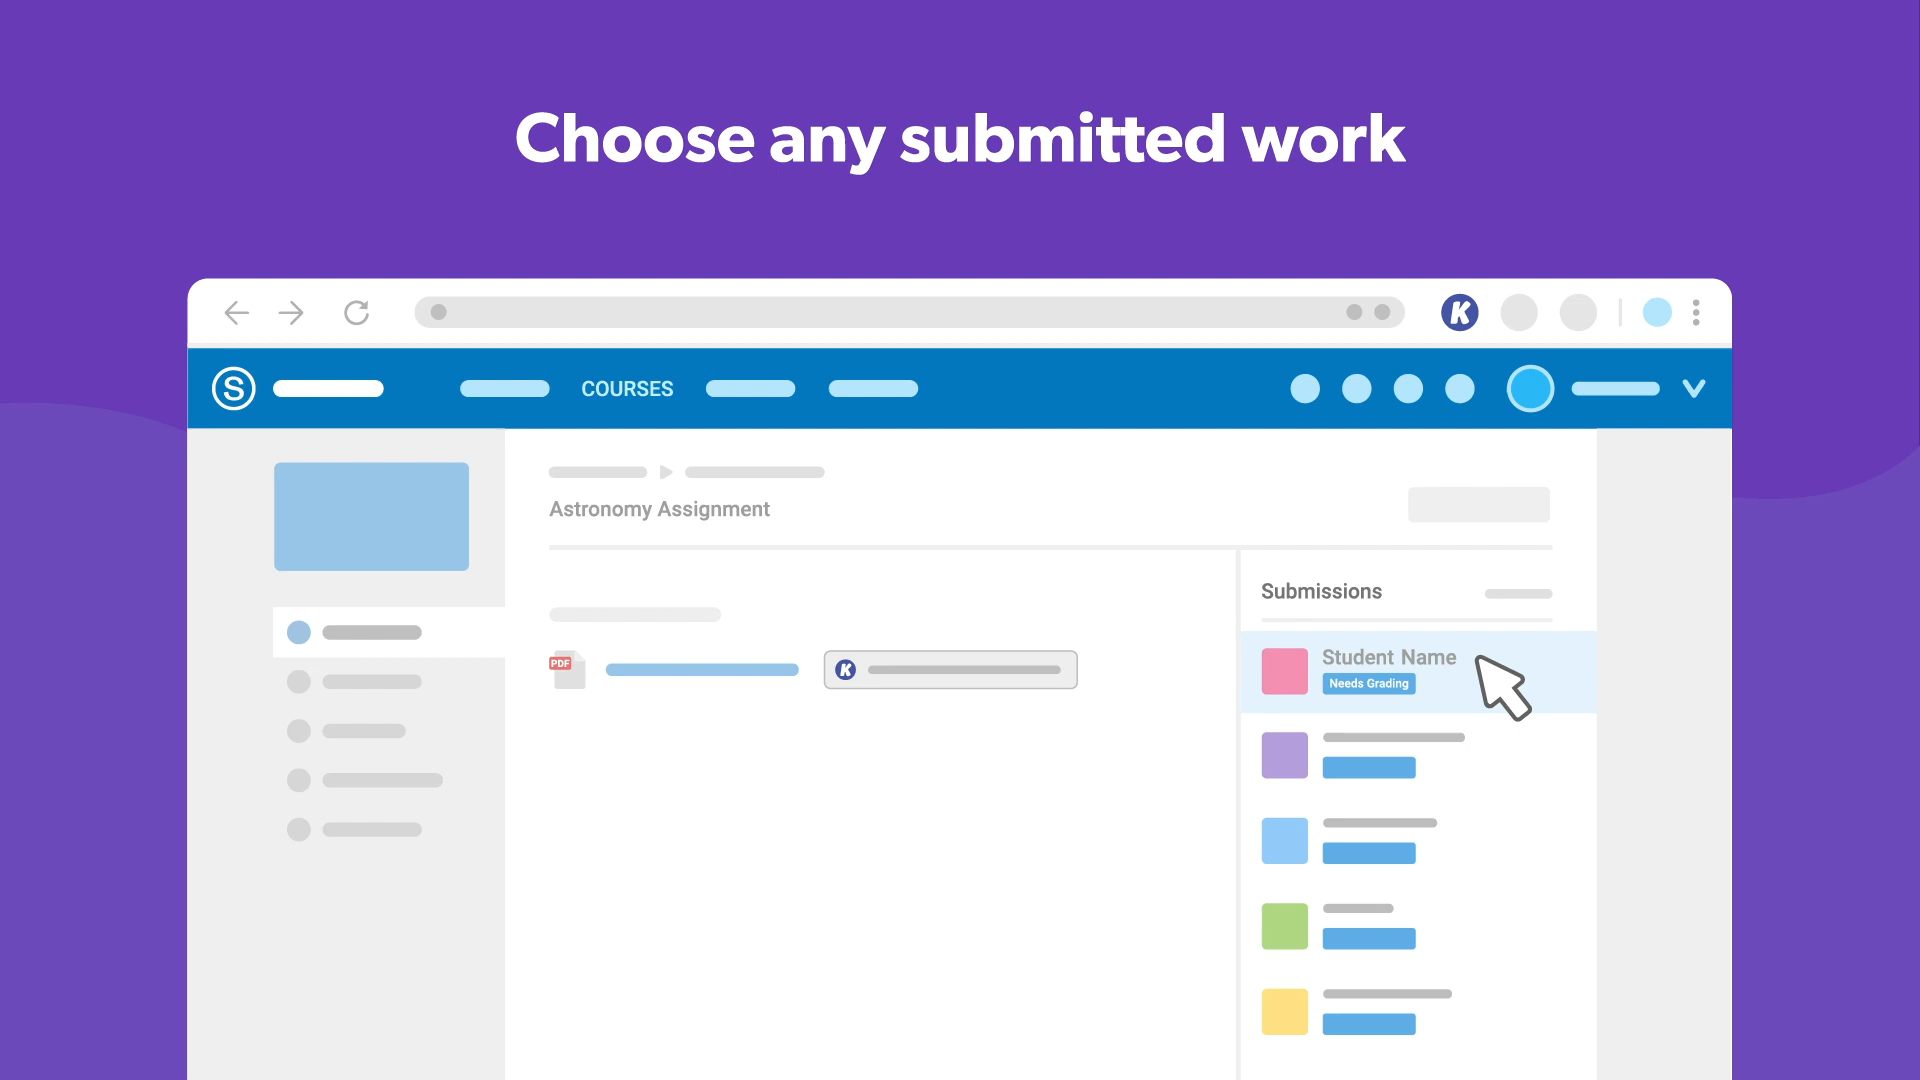 Choose any submitted work
K
S
COURSES
Astronomy Assignment
Submissions
PDF
K
Student Name
Needs Grading